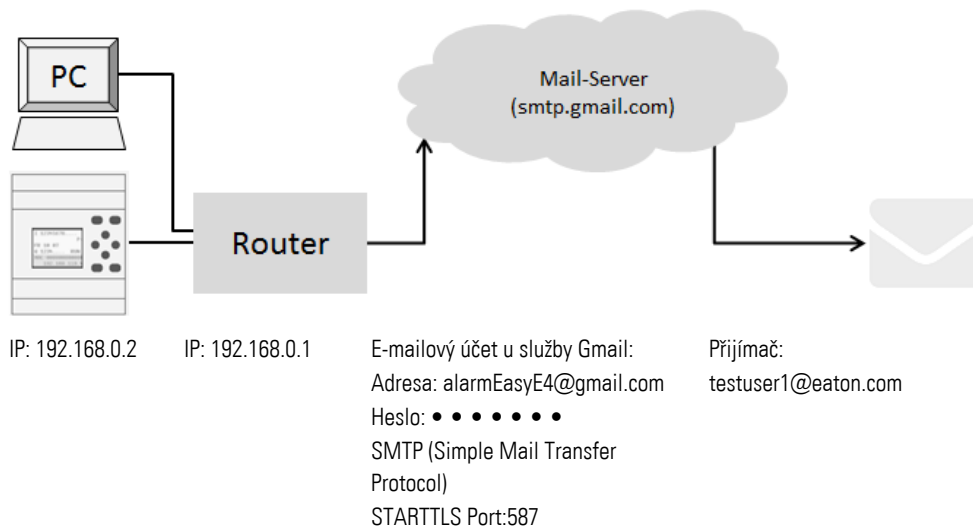 PC
Mail-Server
(smtp.gmail.com)
Router
IP: 192.168.0.2
IP: 192.168.0.1
E-mailový účet u služby Gmail:
Adresa: alarmEasyE4@gmail.com
Heslo: ● ● ● ● ● ● ●
SMTP (Simple Mail Transfer
Protocol)
STARTTLS Port:587
Přijímač:
testuser1@eaton.com